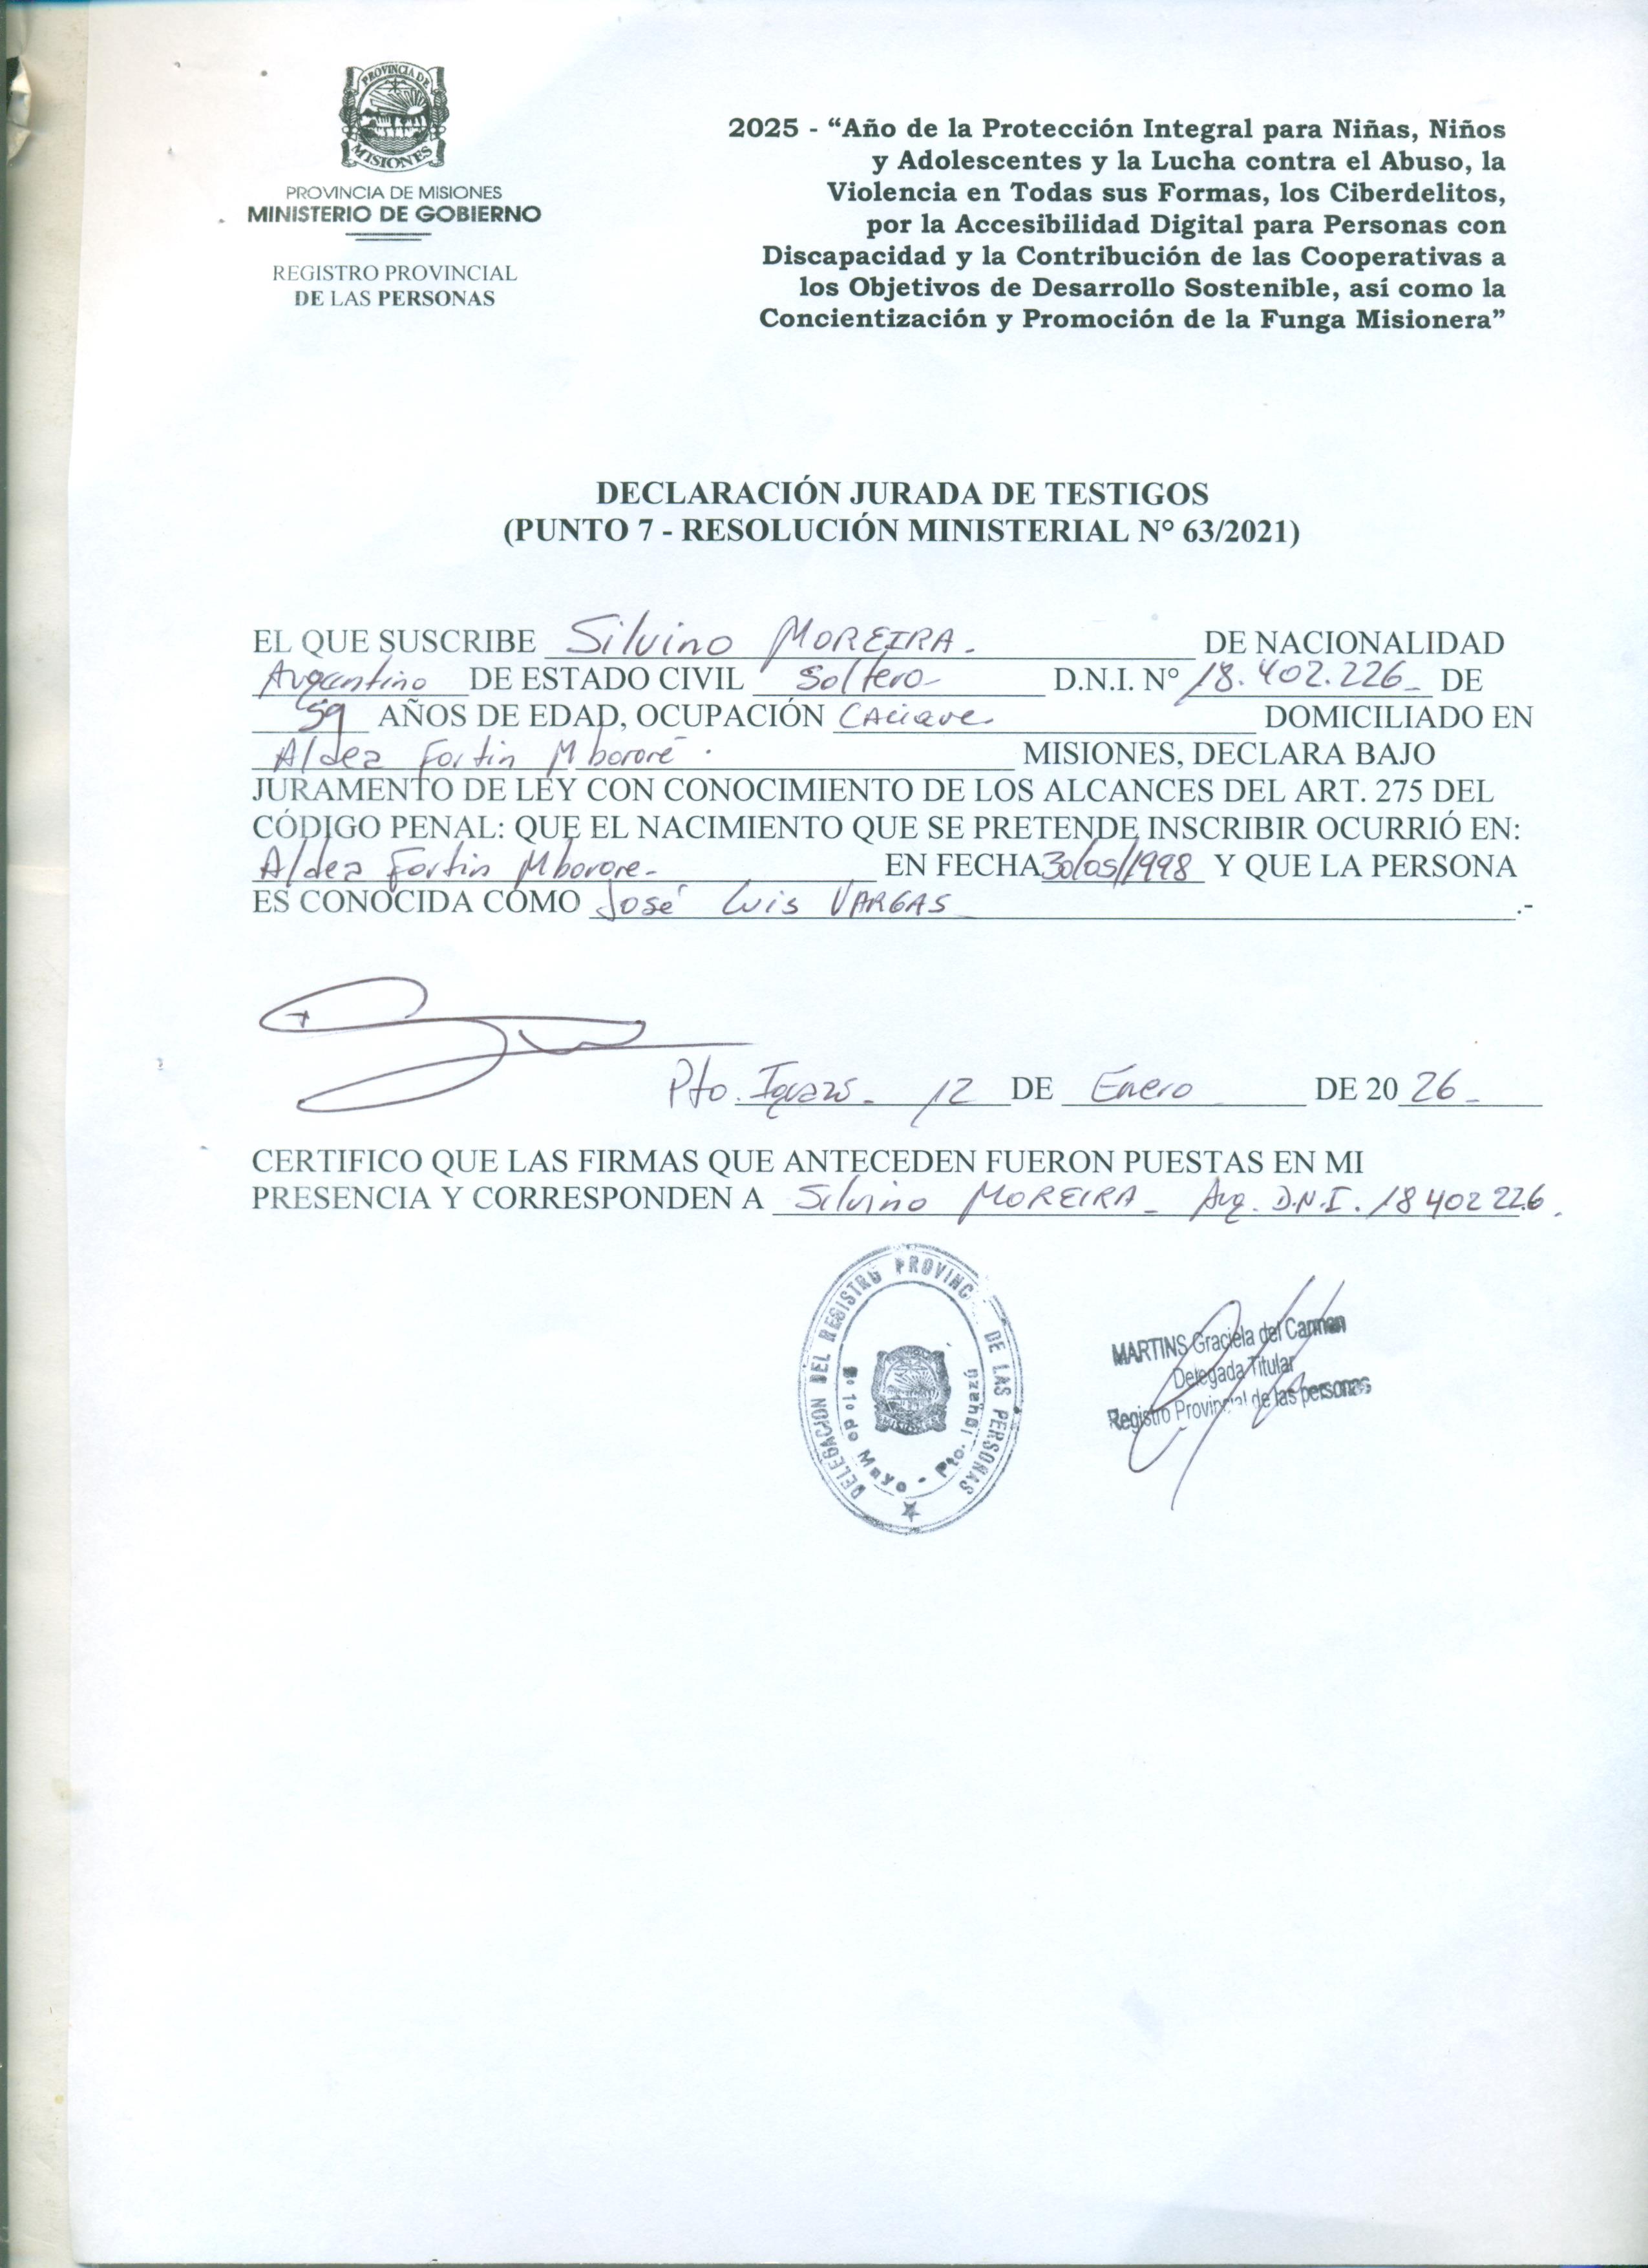 PROVINCIA DE
MISIONES
PROVINCIA DE MISIONES
MINISTERIO DE GOBIERNO
REGISTRO PROVINCIAL
DE LAS PERSONAS
2025 - “Año de la Protección Integral para Niñas, Niños
y Adolescentes y la Lucha contra el Abuso, la
Violencia en Todas sus Formas, los Ciberdelitos,
por la Accesibilidad Digital para Personas con
Discapacidad y la Contribución de las Cooperativas a
los Objetivos de Desarrollo Sostenible, así como la
Concientización y Promoción de la Funga Misionera”
DECLARACIÓN JURADA DE TESTIGOS
(PUNTO 7 - RESOLUCIÓN MINISTERIAL N° 63/2021)
EL QUE SUSCRIBE Silvino MOREIRA. DE NACIONALIDAD
Argentino DE ESTADO CIVIL Soltero- D.N.I. N° 18.402.226_ DE
59 AÑOS DE EDAD, OCUPACIÓN CACique. DOMICILIADO EN
Aldea Fortin Mbororé. MISIONES, DECLARA BAJO
JURAMENTO DE LEY CON CONOCIMIENTO DE LOS ALCANCES DEL ART. 275 DEL
CÓDIGO PENAL: QUE EL NACIMIENTO QUE SE PRETENDE INSCRIBIR OCURRIÓ EN:
Aldea Fortin Mborore- EN FECHA 30/05/1998 Y QUE LA PERSONA
ES CONOCIDA COMO José Luis VARGAS .-
Pto. Iguazú- 12 DE Enero DE 20 26-
CERTIFICO QUE LAS FIRMAS QUE ANTECEDEN FUERON PUESTAS EN MI
PRESENCIA Y CORRESPONDEN A Silvino MOREIRA- Arg. D.N.I. 18402226.
DELEGACION DEL REGISTRO PROVINC DE LAS PERSONAS
1º de Mayo - Pto. Iguazú
MARTINS Graciela del Carmen
Delegada Titular
Registro Provincial de las personas